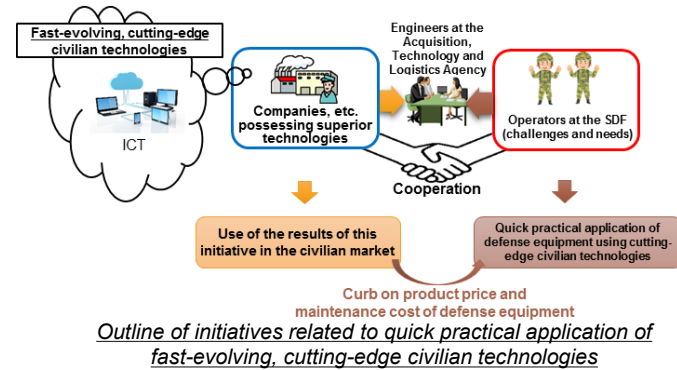 Fast-evolving, cutting-edge
civilian technologies
ICT
Companies, etc.
possessing superior
technologies
Engineers at the
Acquisition,
Technology and
Logistics Agency
Operators at the SDF
(challenges and needs)
Cooperation
Use of the results of this
initiative in the civilian market
Quick practical application of
defense equipment using cutting-
edge civilian technologies
Curb on product price and
maintenance cost of defense equipment
Outline of initiatives related to quick practical application of
fast-evolving, cutting-edge civilian technologies